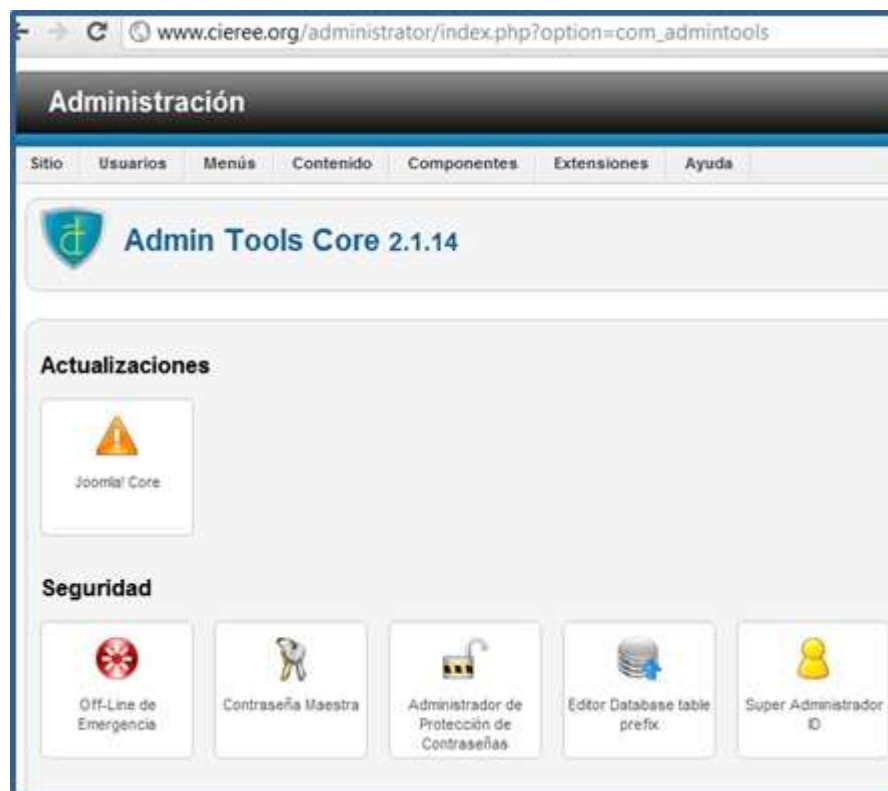 www.cieree.org/administrator/index.php?option=com_admintools
Administración
Sitio Usuarios Menús Contenido Componentes Extensiones Ayuda
Admin Tools Core 2.1.14
Actualizaciones
Joomla! Core
Seguridad
Off-Line de
Emergencia
Contraseña Maestra
Administrador de
Protección de
Contraseñas
Editor Database table
prefix
Super Administrador
ID